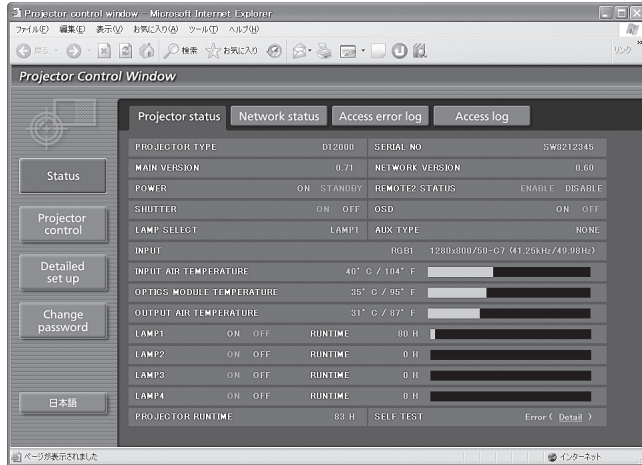 Projector control window - Microsoft Internet Explorer
ファイル(F) 編集(E) 表示(V) お気に入り(A) ツール(T) ヘルプ(H)
戻る 検索 お気に入り リンク »
Projector Control Window
Projector status Network status Access error log Access log
Status
Projector control
Detailed set up
Change password
日本語
PROJECTOR TYPE D12000 SERIAL NO SW8212345
MAIN VERSION 0.71 NETWORK VERSION 0.60
POWER ON STANDBY REMOTE2 STATUS ENABLE DISABLE
SHUTTER ON OFF OSD ON OFF
LAMP SELECT LAMP1 AUX TYPE NONE
INPUT RGB1 1280x800/50-C7 (41.25kHz/49.98Hz)
INPUT AIR TEMPERATURE 40° C / 104° F
OPTICS MODULE TEMPERATURE 35° C / 95° F
OUTPUT AIR TEMPERATURE 31° C / 87° F
LAMP1 ON OFF RUNTIME 80 H
LAMP2 ON OFF RUNTIME 0 H
LAMP3 ON OFF RUNTIME 0 H
LAMP4 ON OFF RUNTIME 0 H
PROJECTOR RUNTIME 83 H SELF TEST Error ( Detail )
ページが表示されました インターネット